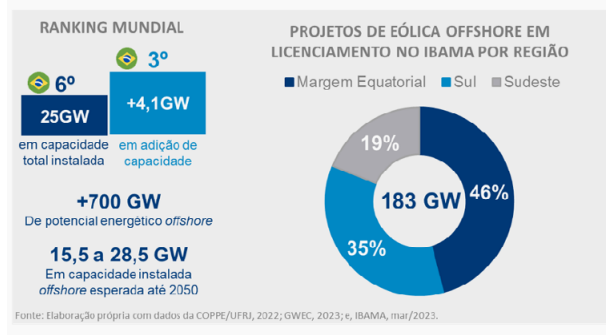 RANKING MUNDIAL
6º
25GW
em capacidade
total instalada
3º
+4,1GW
em adição de
capacidade
+700 GW
De potencial energético offshore
15,5 a 28,5 GW
Em capacidade instalada
offshore esperada até 2050
PROJETOS DE EÓLICA OFFSHORE EM
LICENCIAMENTO NO IBAMA POR REGIÃO
Margem Equatorial Sul Sudeste
19%
183 GW
46%
35%
Fonte: Elaboração própria com dados da COPPE/UFRJ, 2022; GWEC, 2023; e, IBAMA, mar/2023.